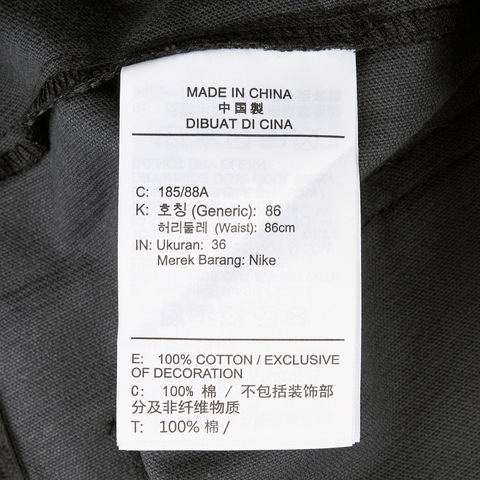 MADE IN CHINA
中国製
DIBUAT DI CINA
C: 185/88A
K: 호칭 (Generic): 86
허리둘레 (Waist): 86cm
IN: Ukuran: 36
Merek Barang: Nike
E: 100% COTTON / EXCLUSIVE
OF DECORATION
C: 100% 棉 / 不包括装饰部
分及非纤维物质
T: 100% 棉 /